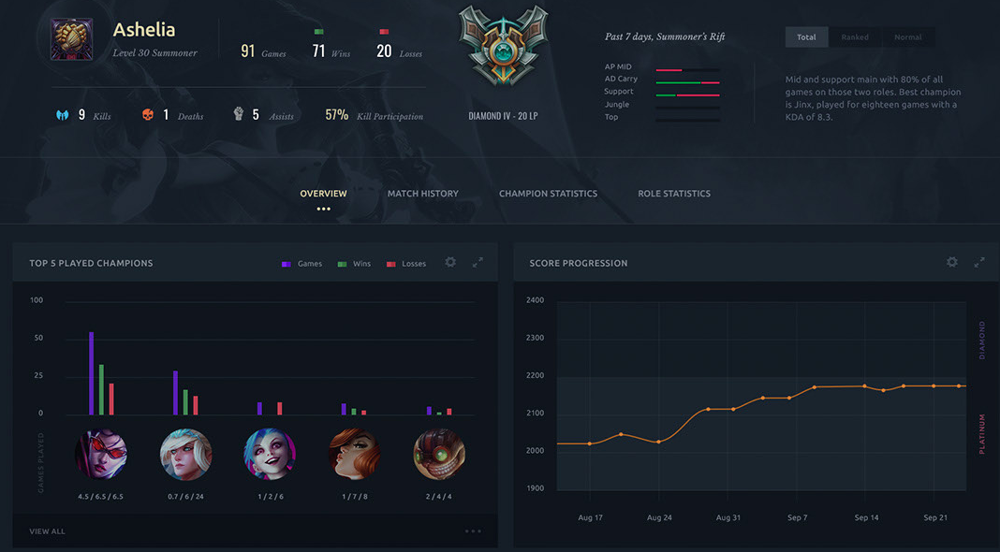 Ashelia
Level 30 Summoner
91 Games
71 Wins
20 Losses
9 Kills
1 Deaths
5 Assists
57% Kill Participation
DIAMOND IV - 20 LP
Past 7 days, Summoner's Rift
AP MID
AD Carry
Support
Jungle
Top
Total
Ranked
Normal
Mid and support main with 80% of all
games on those two roles. Best champion
is Jinx, played for eighteen games with a
KDA of 8.3.
OVERVIEW
MATCH HISTORY
CHAMPION STATISTICS
ROLE STATISTICS
TOP 5 PLAYED CHAMPIONS
Games
Wins
Losses
100
50
25
0
GAMES PLAYED
4.5 / 6.5 / 6.5
0.7 / 6 / 24
1 / 2 / 6
1 / 7 / 8
2 / 4 / 4
VIEW ALL
SCORE PROGRESSION
2400
2300
2200
2100
2000
1900
DIAMOND
PLATINUM
Aug 17
Aug 24
Aug 31
Sep 7
Sep 14
Sep 21